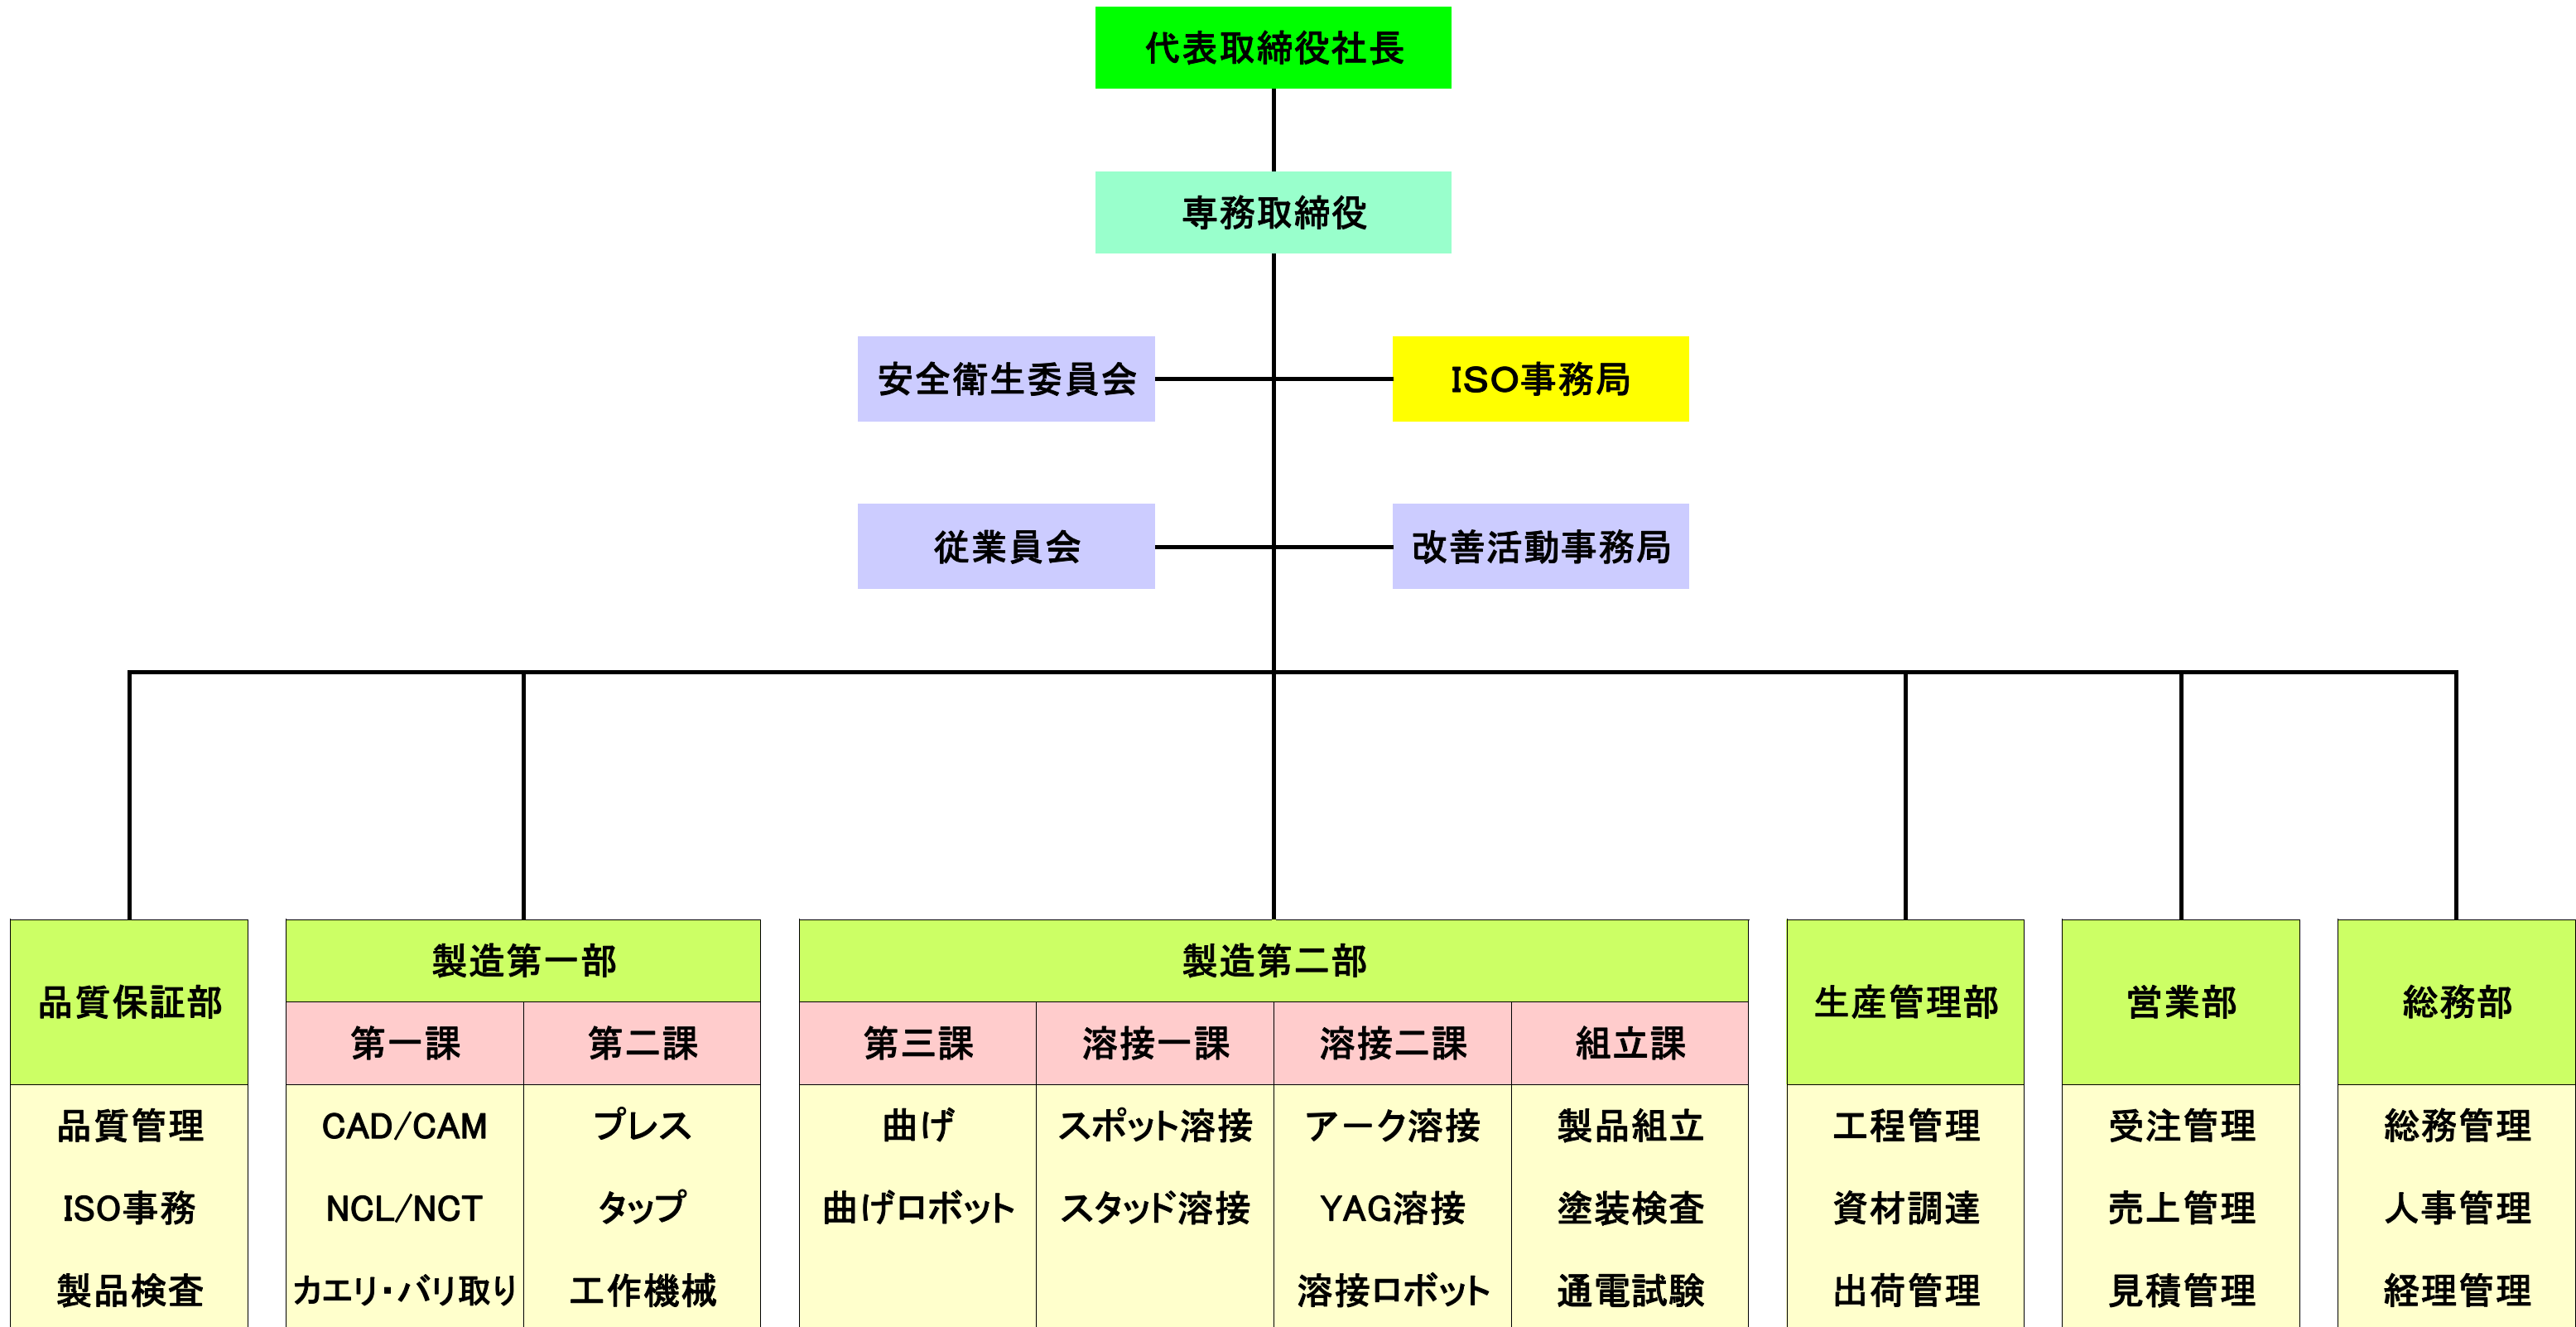 代表取締役社長
専務取締役
安全衛生委員会
ISO事務局
従業員会
改善活動事務局
品質保証部
品質管理
ISO事務
製品検査
製造第一部
第一課
CAD/CAM
NCL/NCT
カエリ・バリ取り
第二課
プレス
タップ
工作機械
製造第二部
第三課
曲げ
曲げロボット
溶接一課
スポット溶接
スタッド溶接
溶接二課
アーク溶接
YAG溶接
溶接ロボット
組立課
製品組立
塗装検査
通電試験
生産管理部
工程管理
資材調達
出荷管理
営業部
受注管理
売上管理
見積管理
総務部
総務管理
人事管理
経理管理